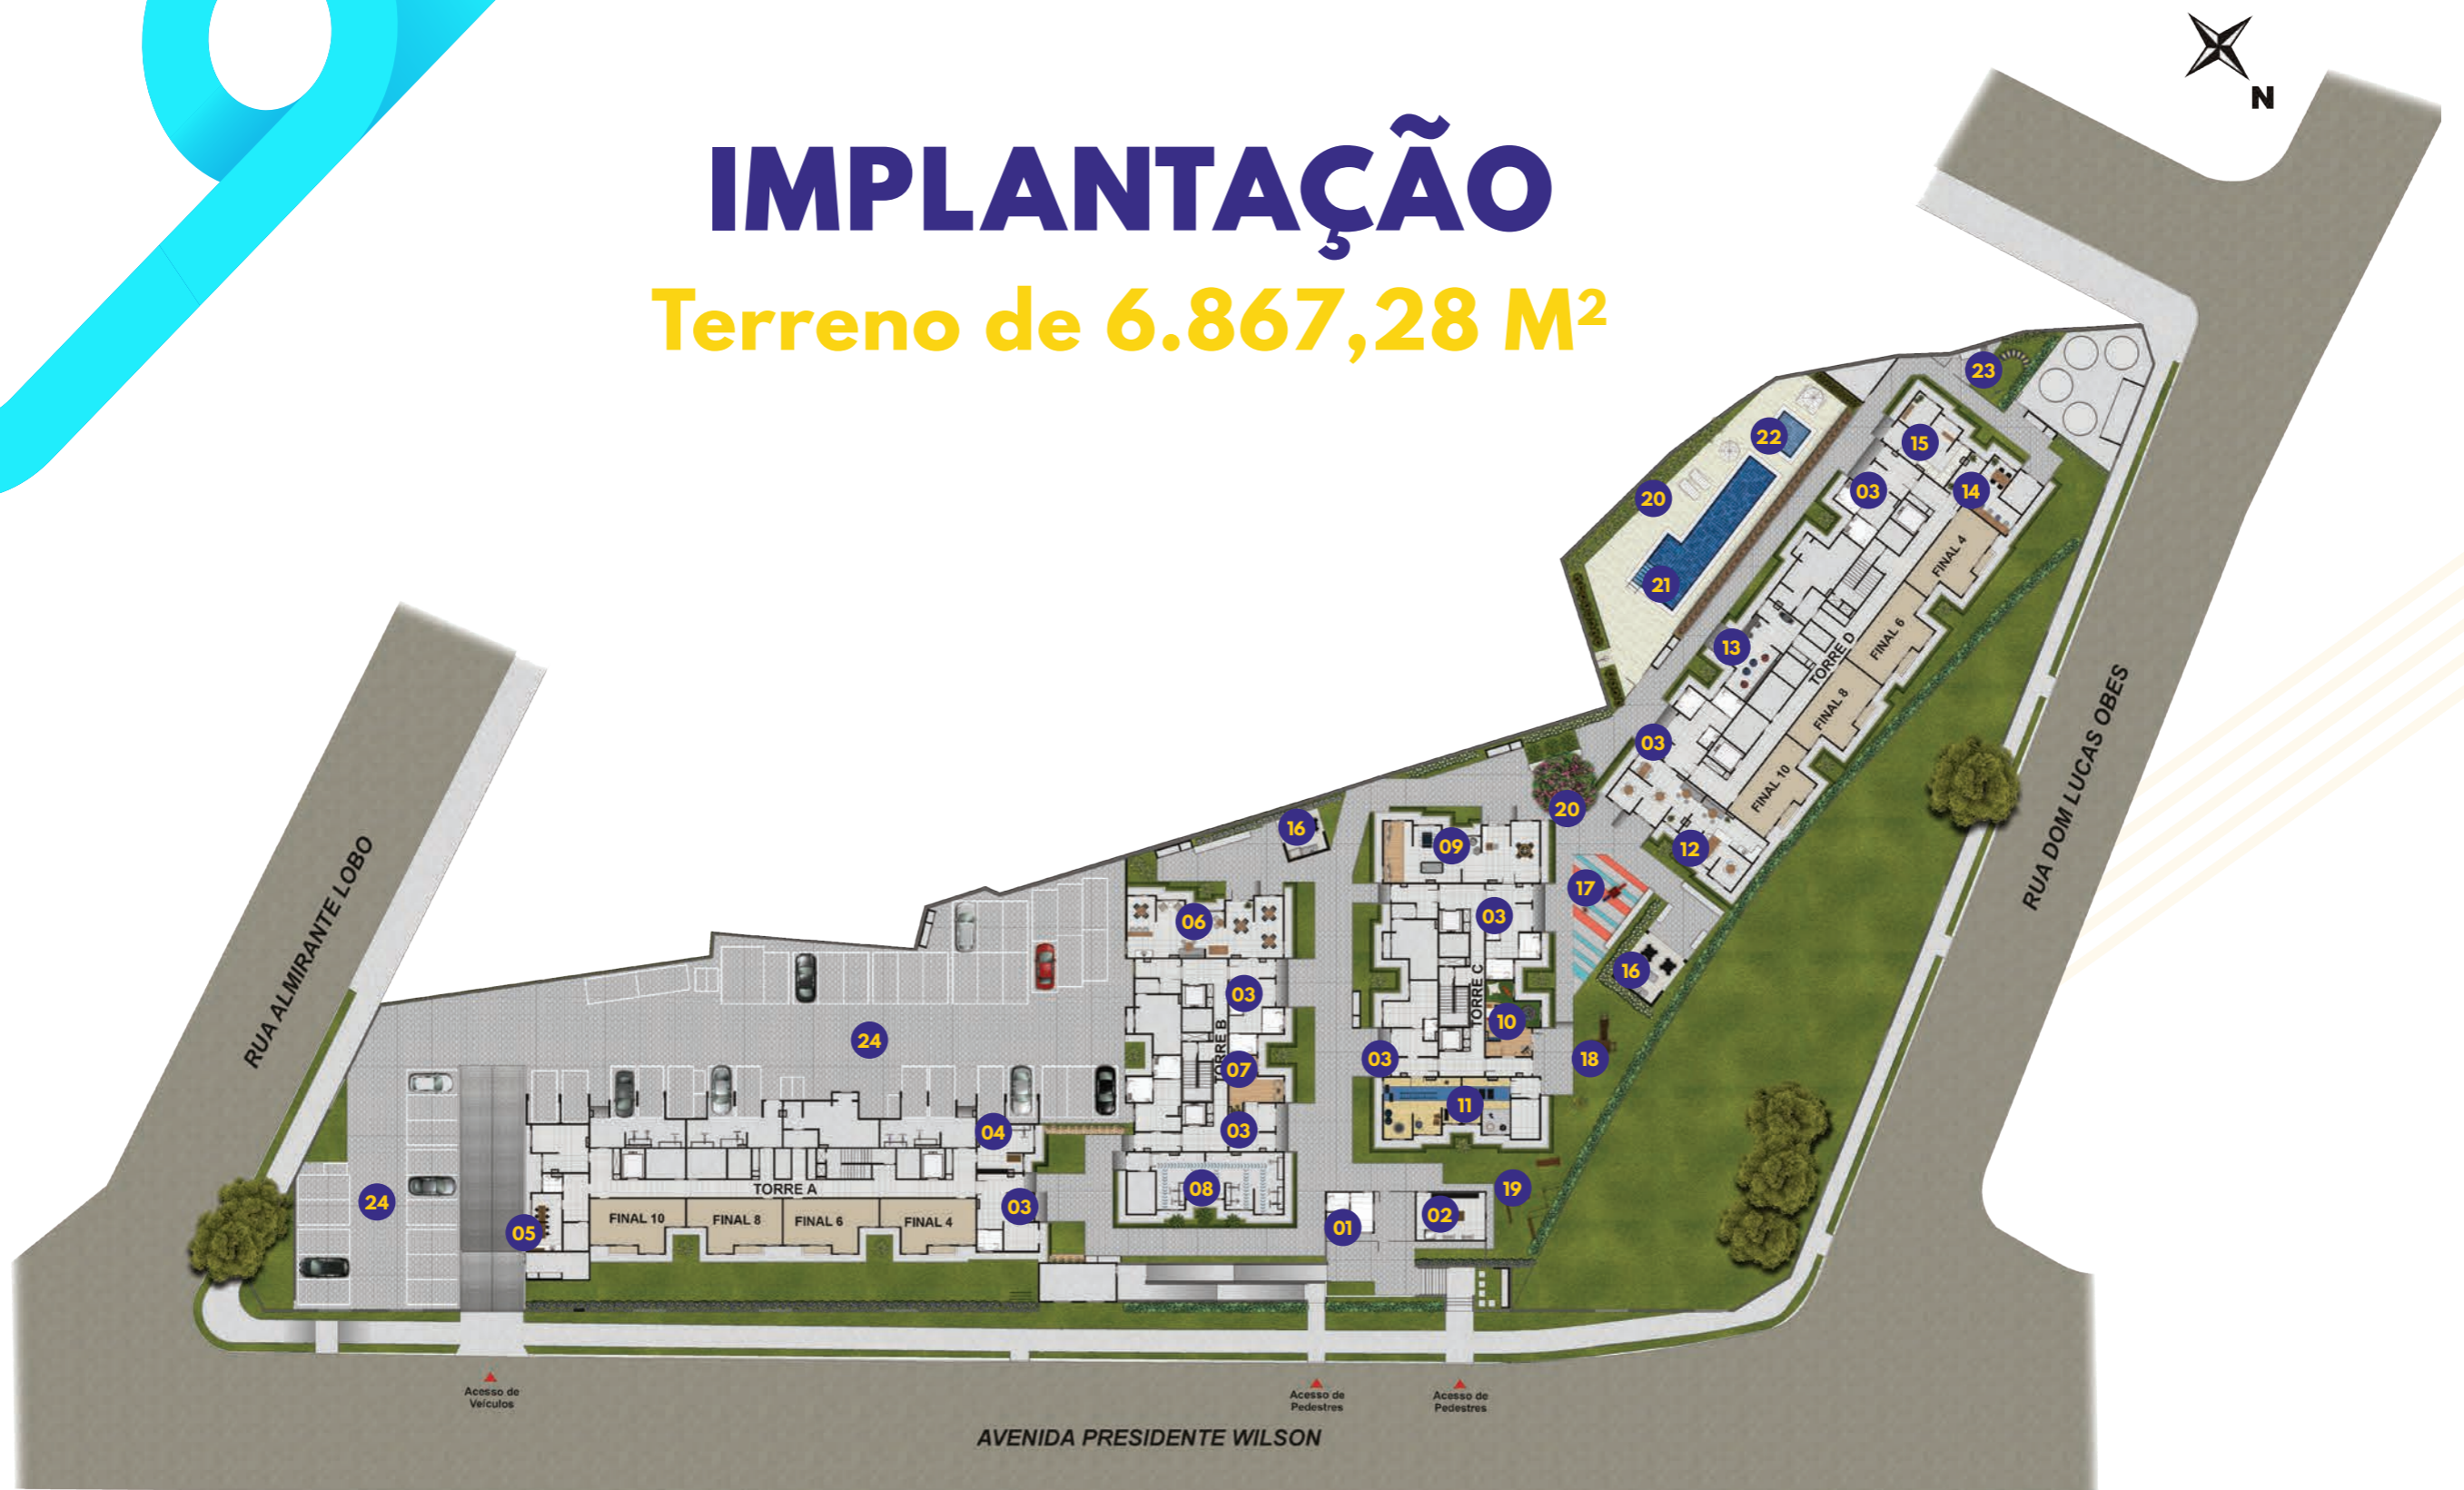 N
IMPLANTAÇÃO
Terreno de 6.867,28 M²
23
22
15
20
03
14
FINAL 4
21
13
FINAL 6
TORRE D
FINAL 8
03
FINAL 10
RUA DOM LUCAS OBES
20
16
09
12
17
RUA ALMIRANTE LOBO
06
03
16
03
TORRE C
10
24
TORRE B
07
03
18
11
04
03
24
TORRE A
08
19
03
05
FINAL 10
FINAL 8
FINAL 6
FINAL 4
01
02
Acesso de
Veículos
Acesso de
Pedestres
Acesso de
Pedestres
AVENIDA PRESIDENTE WILSON